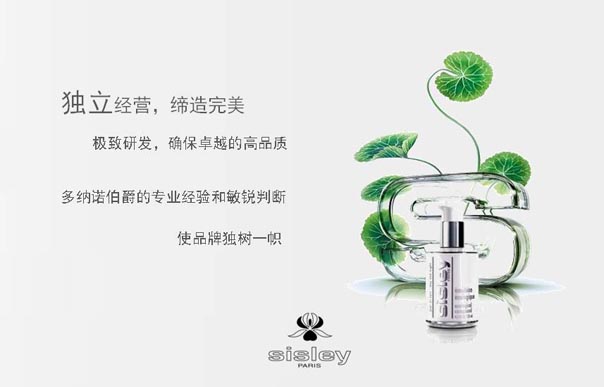 独立经营，缔造完美
极致研发，确保卓越的高品质
多纳诺伯爵的专业经验和敏锐判断
使品牌独树一帜
sisley
sisley
PARIS